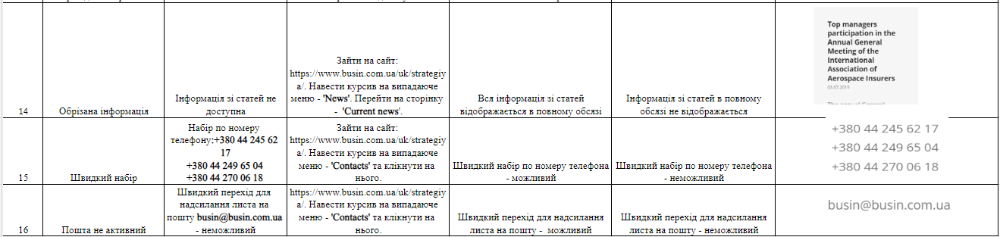 14
Обрізана інформація
Інформація зі статей не
доступна
Зайти на сайт:
https://www.busin.com.ua/uk/strategiy
a/. Навести курсив на випадаюче
меню - 'News'. Перейти на сторінку
- 'Current news'.
Вся інформація зі статей
відображається в повному обсязі
Інформація зі статей в повному
обсязі не відображається
Top managers
participation in the
Annual General
Meeting of the
International
Association of
Aerospace Insurers
03.07.2019
The annual General
15
Швидкий набір
Набір по номеру
телефону:+380 44 245 62
17
+380 44 249 65 04
+380 44 270 06 18
Зайти на сайт:
https://www.busin.com.ua/uk/strategiy
a/. Навести курсив на випадаюче
меню - 'Contacts' та клікнути на
нього.
Швидкий набір по номеру телефона
- можливий
Швидкий набір по номеру телефона
- неможливий
+380 44 245 62 17
+380 44 249 65 04
+380 44 270 06 18
16
Пошта не активний
Швидкий перехід для
надсилання листа на
пошту busin@busin.com.ua
- неможливий
https://www.busin.com.ua/uk/strategiy
a/. Навести курсив на випадаюче
меню - 'Contacts' та клікнути на
нього.
Швидкий перехід для надсилання
листа на пошту - можливий
Швидкий перехід для надсилання
листа на пошту - неможливий
busin@busin.com.ua